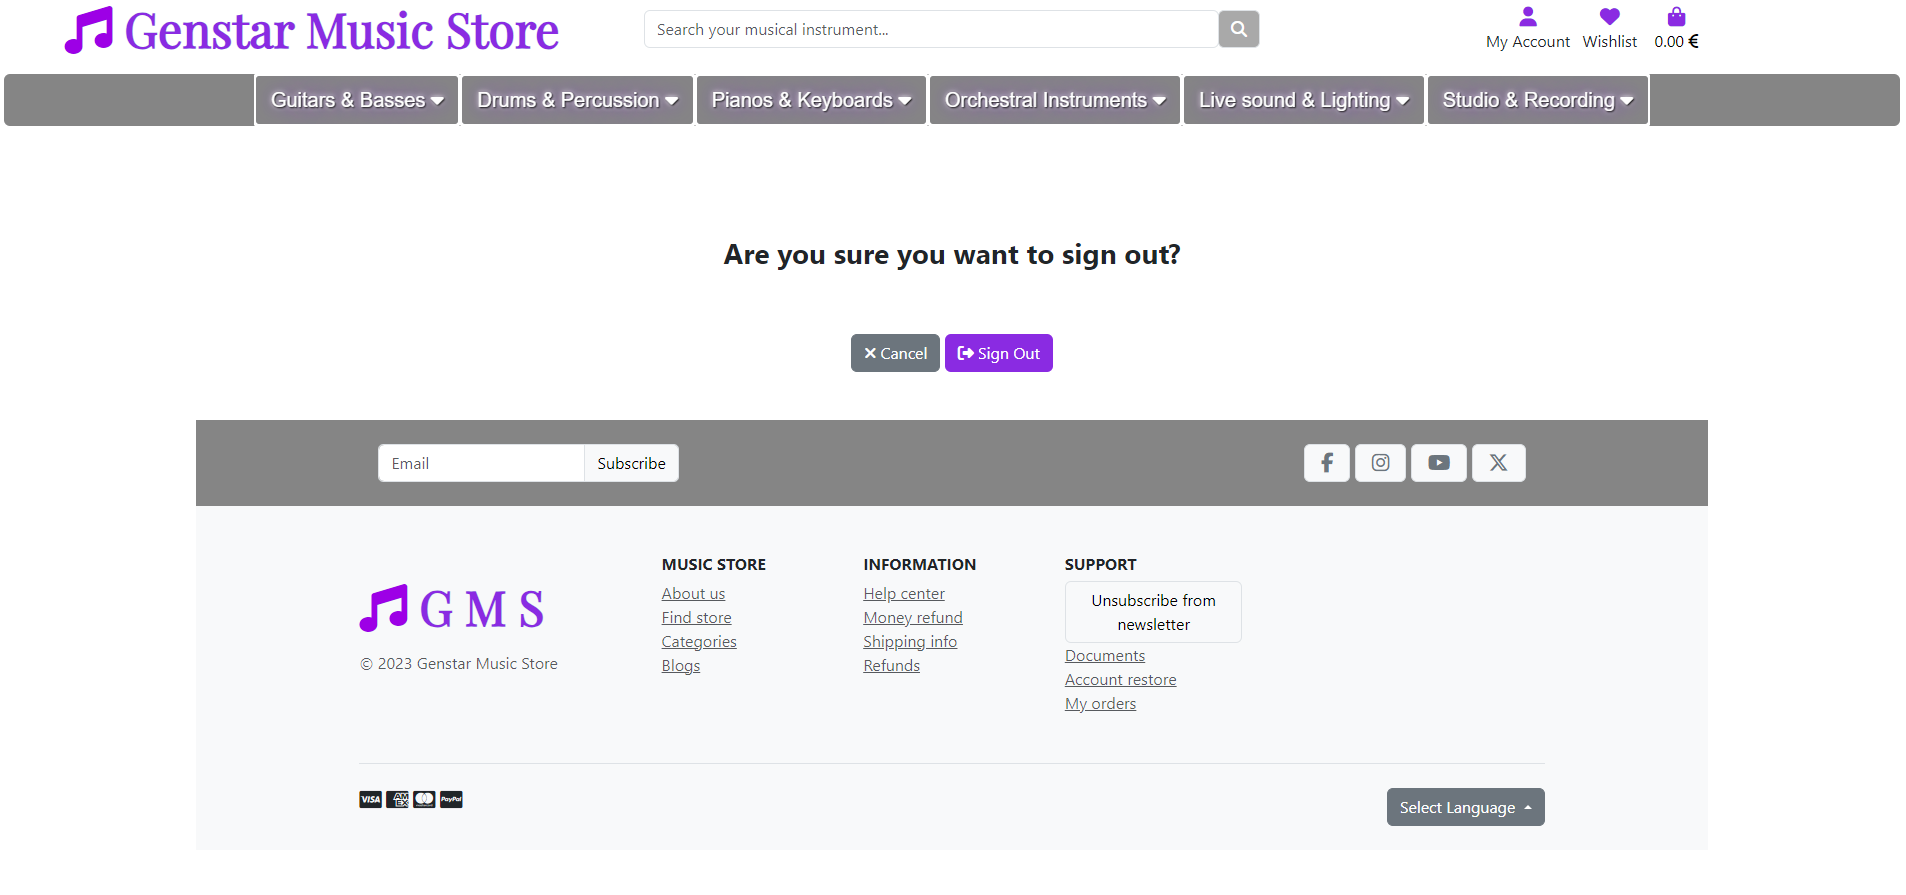 Genstar Music Store
Search your musical instrument...
My Account
Wishlist
0.00 €
Guitars & Basses
Drums & Percussion
Pianos & Keyboards
Orchestral Instruments
Live sound & Lighting
Studio & Recording
Are you sure you want to sign out?
Cancel
Sign Out
Email
Subscribe
G M S
© 2023 Genstar Music Store
MUSIC STORE
About us
Find store
Categories
Blogs
INFORMATION
Help center
Money refund
Shipping info
Refunds
SUPPORT
Unsubscribe from
newsletter
Documents
Account restore
My orders
VISA
AM
EX
PayPal
Select Language